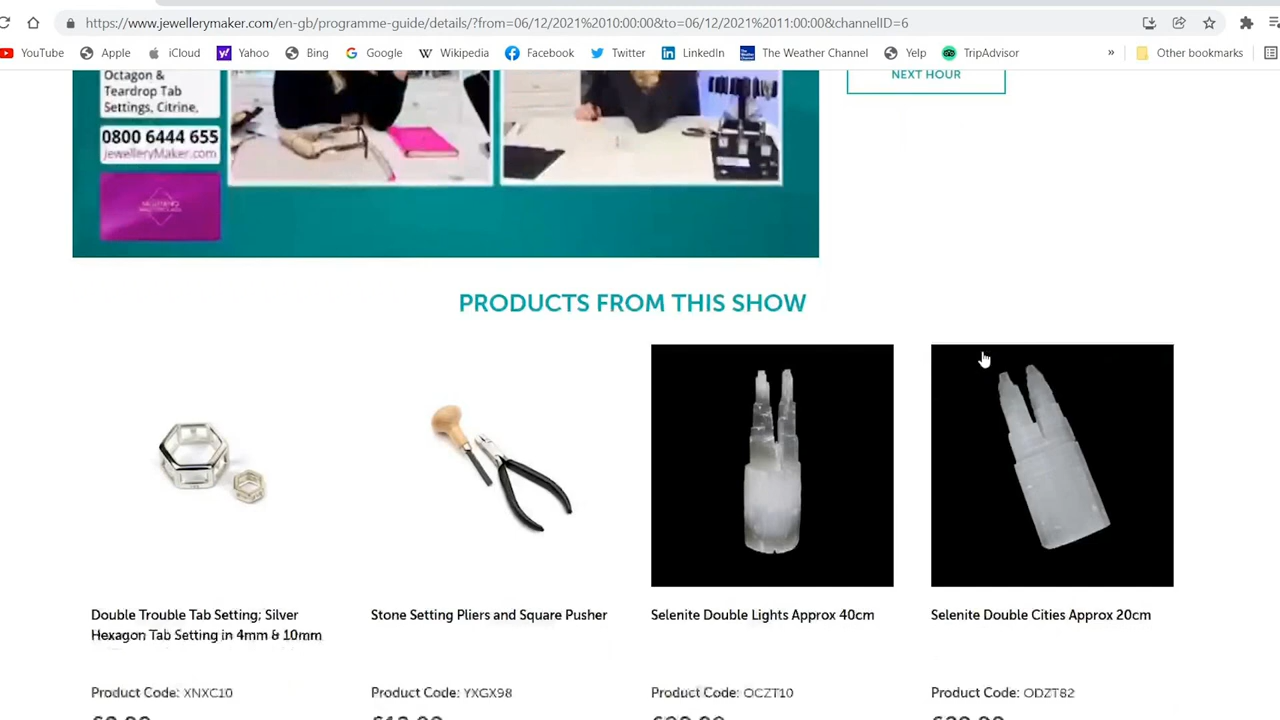 https://www.jewellerymaker.com/en-gb/programme-guide/details/?from=06/12/2021%2010:00:00&to=06/12/2021%2011:00:00&channelID=6
YouTube Apple iCloud Yahoo Bing Google Wikipedia Facebook Twitter LinkedIn The Weather Channel Yelp TripAdvisor » Other bookmarks
Octagon &
Teardrop Tab
Settings, Citrine,
0800 6444 655
jewelleryMaker.com
NEXT HOUR
PRODUCTS FROM THIS SHOW
Double Trouble Tab Setting; Silver
Hexagon Tab Setting in 4mm & 10mm
Product Code: XNXC10
Stone Setting Pliers and Square Pusher
Product Code: YXGX98
Selenite Double Lights Approx 40cm
Product Code: OCZT10
Selenite Double Cities Approx 20cm
Product Code: ODZT82